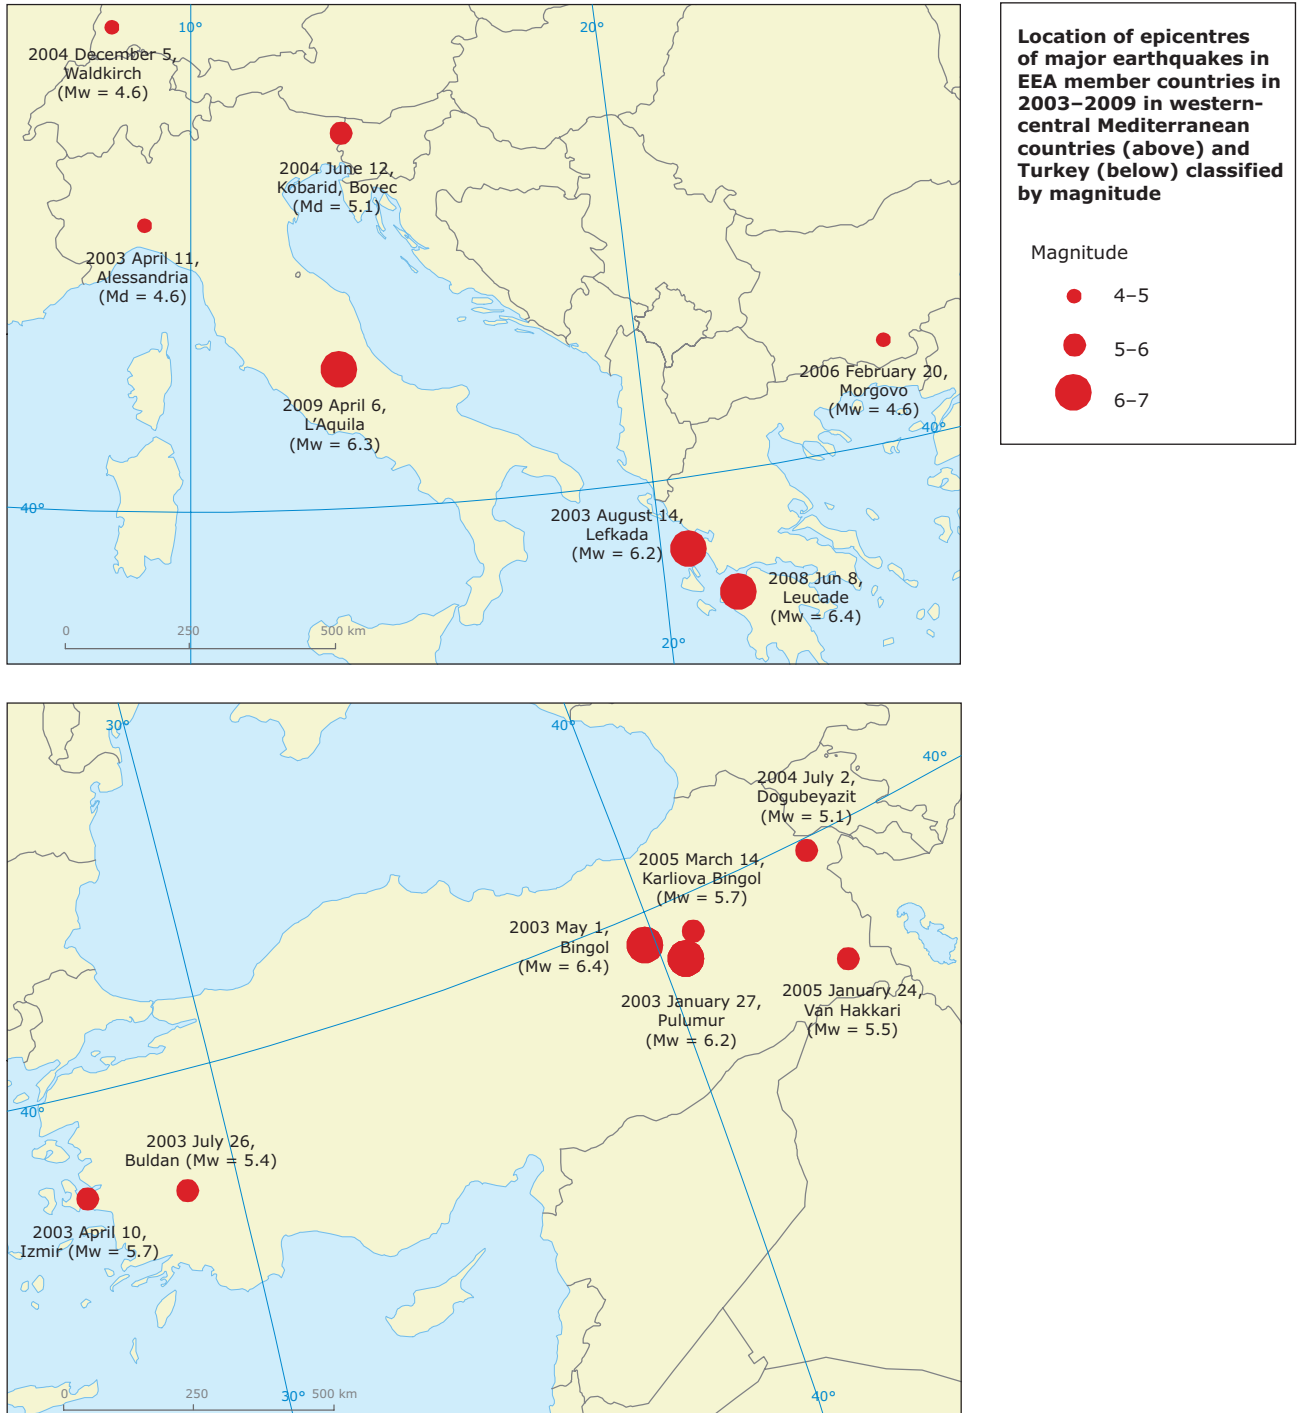 10°
20°
2004 December 5,
Waldkirch
(Mw = 4.6)
2004 June 12,
Kobarid, Bovec
(Md = 5.1)
2003 April 11,
Alessandria
(Md = 4.6)
2009 April 6,
L'Aquila
(Mw = 6.3)
2006 February 20,
Morgovo
(Mw = 4.6)
40°
40°
2003 August 14,
Lefkada
(Mw = 6.2)
2008 Jun 8,
Leucade
(Mw = 6.4)
0 250 500 km
20°
Location of epicentres
of major earthquakes in
EEA member countries in
2003–2009 in western-
central Mediterranean
countries (above) and
Turkey (below) classified
by magnitude
Magnitude
4–5
5–6
6–7
30°
40°
40°
2004 July 2,
Dogubeyazit
(Mw = 5.1)
2005 March 14,
Karliova Bingol
(Mw = 5.7)
2003 May 1,
Bingol
(Mw = 6.4)
2003 January 27,
Pulumur
(Mw = 6.2)
2005 January 24,
Van Hakkari
(Mw = 5.5)
40°
2003 July 26,
Buldan (Mw = 5.4)
2003 April 10,
Izmir (Mw = 5.7)
0 250 500 km
30°
40°